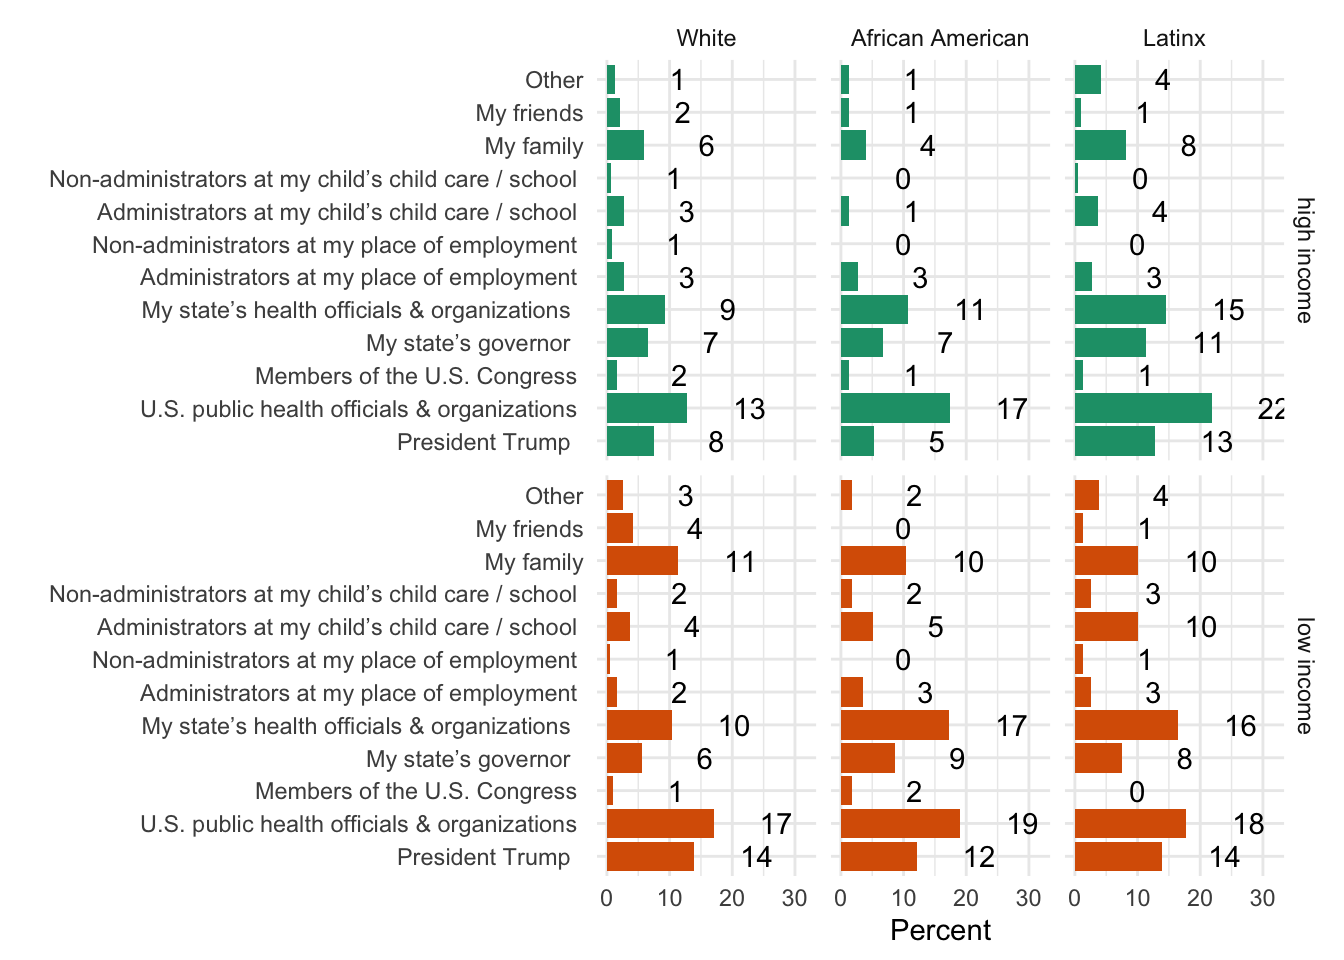 White African American Latinx
Other 1 1 4
My friends 2 1 1
My family 6 4 8
Non-administrators at my child’s child care / school 1 0 0
Administrators at my child’s child care / school 3 1 4
Non-administrators at my place of employment 1 0 0
Administrators at my place of employment 3 3 3
My state’s health officials & organizations 9 11 15
My state’s governor 7 7 11
Members of the U.S. Congress 2 1 1
U.S. public health officials & organizations 13 17 22
President Trump 8 5 13
high income
Other 3 2 4
My friends 4 0 1
My family 11 10 10
Non-administrators at my child’s child care / school 2 2 3
Administrators at my child’s child care / school 4 5 10
Non-administrators at my place of employment 1 0 1
Administrators at my place of employment 2 3 3
My state’s health officials & organizations 10 17 16
My state’s governor 6 9 8
Members of the U.S. Congress 1 2 0
U.S. public health officials & organizations 17 19 18
President Trump 14 12 14
low income
0 10 20 30 0 10 20 30 0 10 20 30
Percent